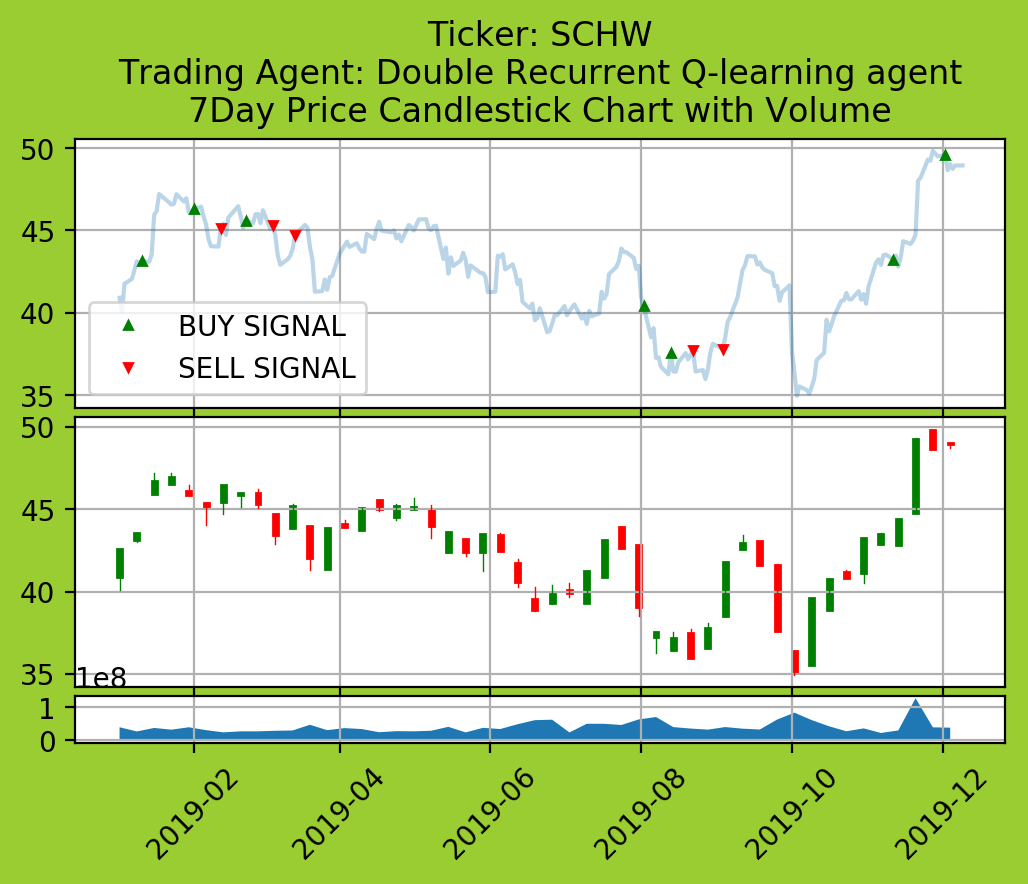 Ticker: SCHW
Trading Agent: Double Recurrent Q-learning agent
7Day Price Candlestick Chart with Volume
50
45
40
35
BUY SIGNAL
SELL SIGNAL
50
45
40
35
1e8
1
0
2019-02
2019-04
2019-06
2019-08
2019-10
2019-12